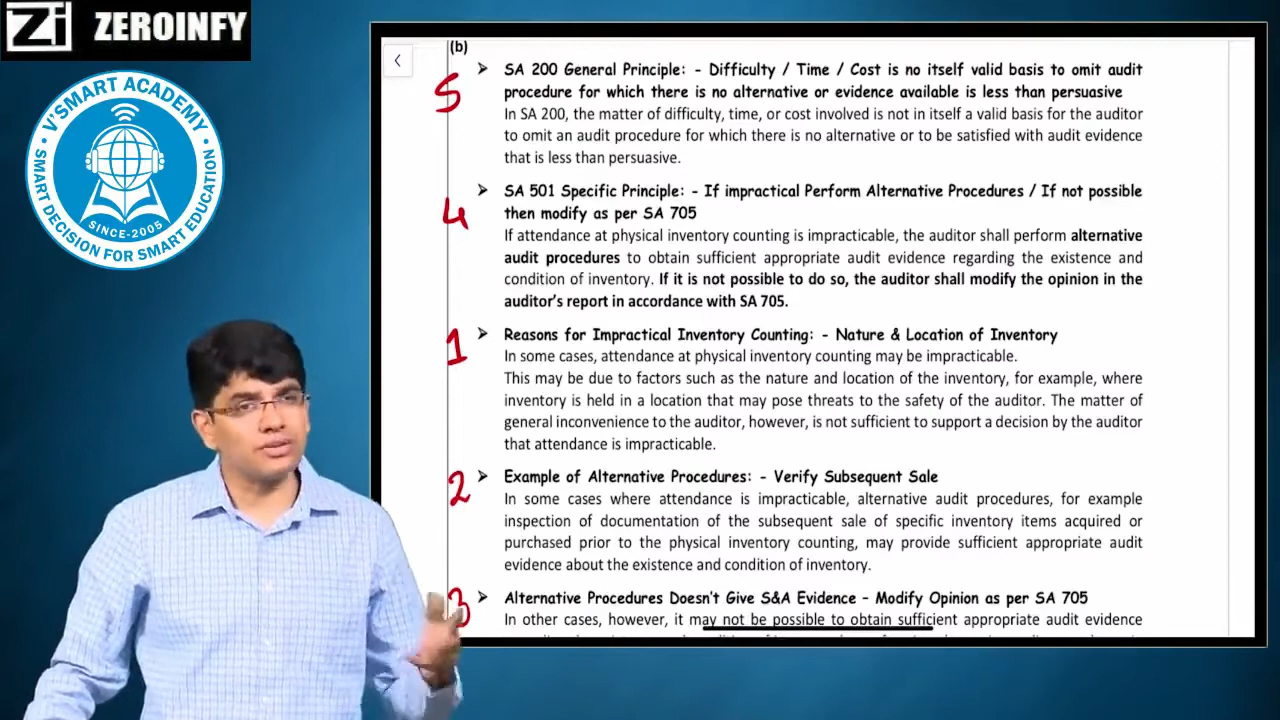 Zi ZEROINFY
V'SMART ACADEMY
SMART DECISION FOR SMART EDUCATION
SINCE-2005
(b)
5
➤ SA 200 General Principle: - Difficulty / Time / Cost is no itself valid basis to omit audit
procedure for which there is no alternative or evidence available is less than persuasive
In SA 200, the matter of difficulty, time, or cost involved is not in itself a valid basis for the auditor
to omit an audit procedure for which there is no alternative or to be satisfied with audit evidence
that is less than persuasive.
4
➤ SA 501 Specific Principle: - If impractical Perform Alternative Procedures / If not possible
then modify as per SA 705
If attendance at physical inventory counting is impracticable, the auditor shall perform alternative
audit procedures to obtain sufficient appropriate audit evidence regarding the existence and
condition of inventory. If it is not possible to do so, the auditor shall modify the opinion in the
auditor's report in accordance with SA 705.
1
➤ Reasons for Impractical Inventory Counting: - Nature & Location of Inventory
In some cases, attendance at physical inventory counting may be impracticable.
This may be due to factors such as the nature and location of the inventory, for example, where
inventory is held in a location that may pose threats to the safety of the auditor. The matter of
general inconvenience to the auditor, however, is not sufficient to support a decision by the auditor
that attendance is impracticable.
2
➤ Example of Alternative Procedures: - Verify Subsequent Sale
In some cases where attendance is impracticable, alternative audit procedures, for example
inspection of documentation of the subsequent sale of specific inventory items acquired or
purchased prior to the physical inventory counting, may provide sufficient appropriate audit
evidence about the existence and condition of inventory.
3
➤ Alternative Procedures Doesn't Give S&A Evidence - Modify Opinion as per SA 705
In other cases, however, it may not be possible to obtain sufficient appropriate audit evidence